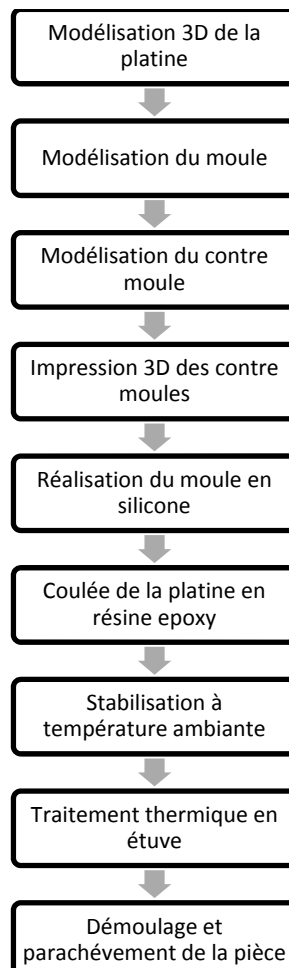 Modélisation 3D de la
platine
Modélisation du moule
Modélisation du contre
moule
Impression 3D des contre
moules
Réalisation du moule en
silicone
Coulée de la platine en
résine epoxy
Stabilisation à
température ambiante
Traitement thermique en
étuve
Démoulage et
parachévement de la pièce